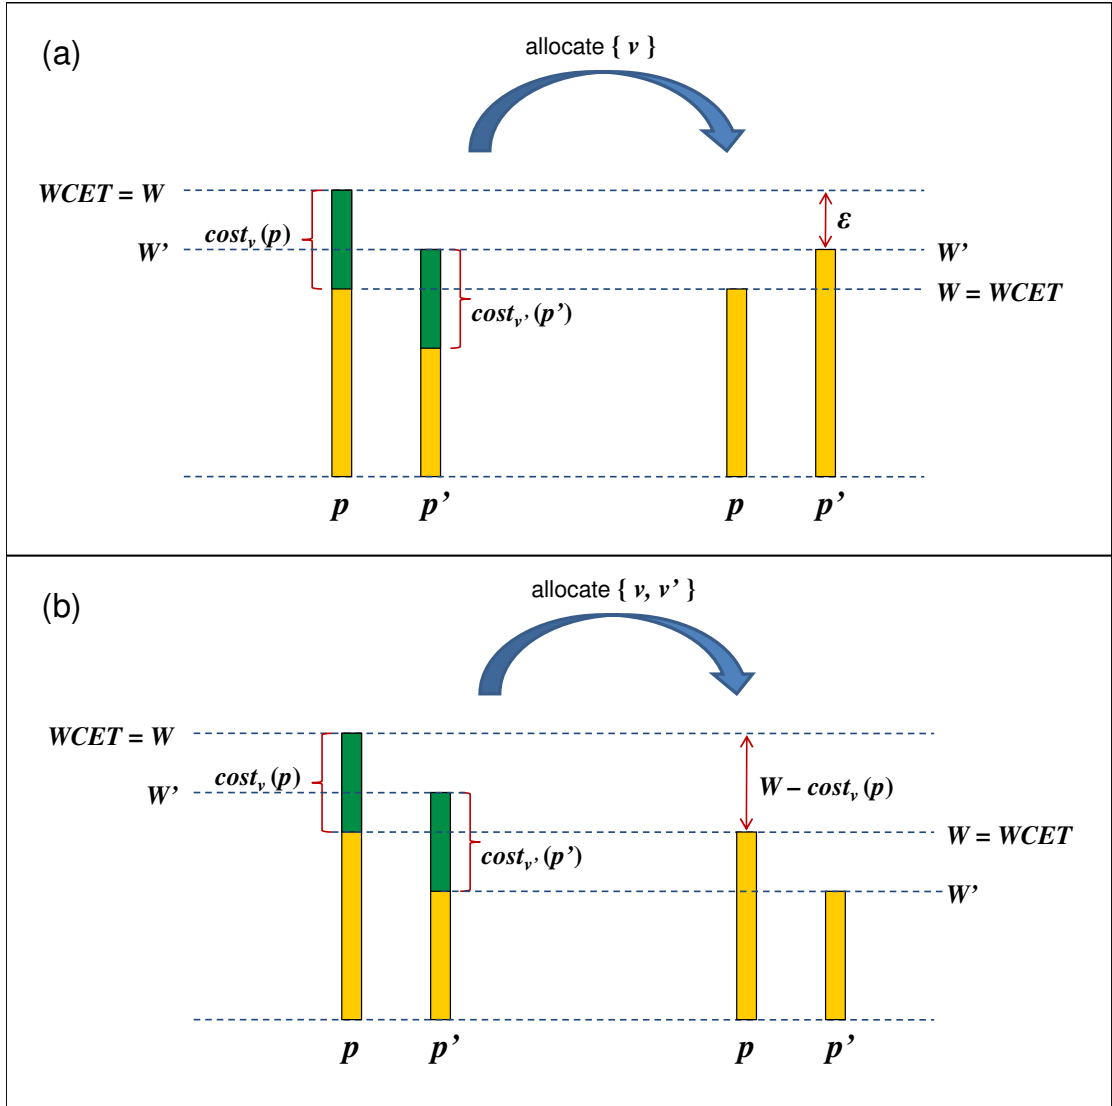 (a)
allocate { v }
WCET = W
cost_v(p)
ε
W'
W'
cost_v'(p')
W = WCET
p
p'
p
p'
(b)
allocate { v, v' }
WCET = W
cost_v(p)
W – cost_v(p)
W'
W = WCET
cost_v'(p')
W'
p
p'
p
p'